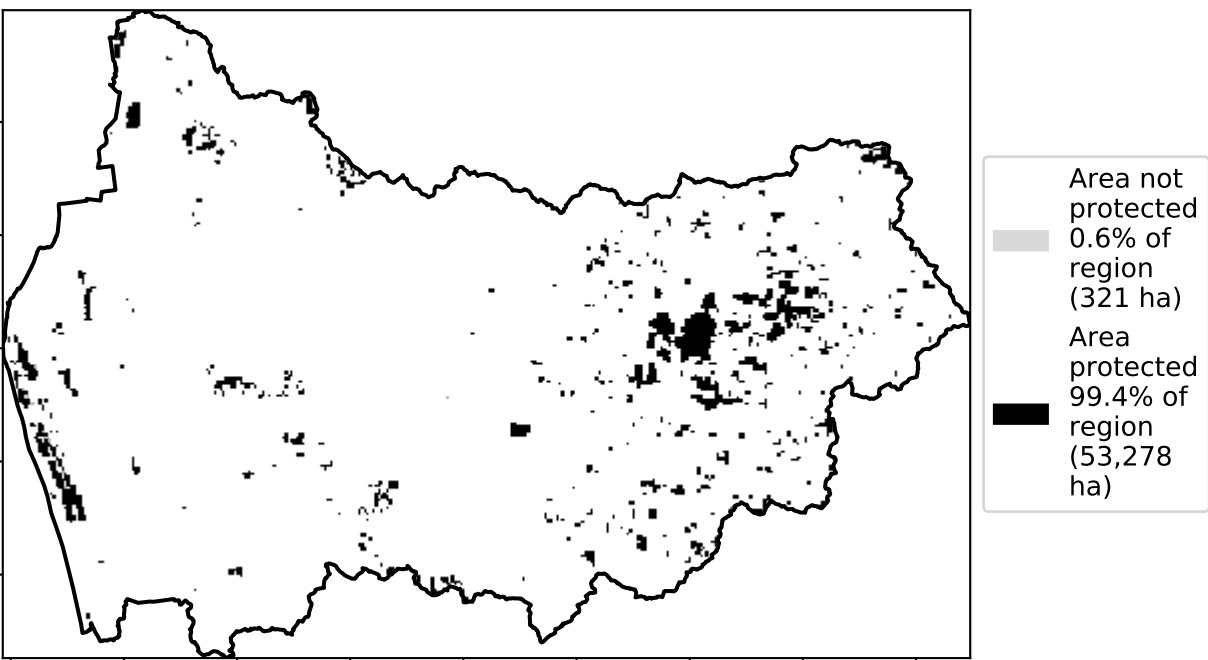 Area not
protected
0.6% of
region
(321 ha)
Area
protected
99.4% of
region
(53,278
ha)